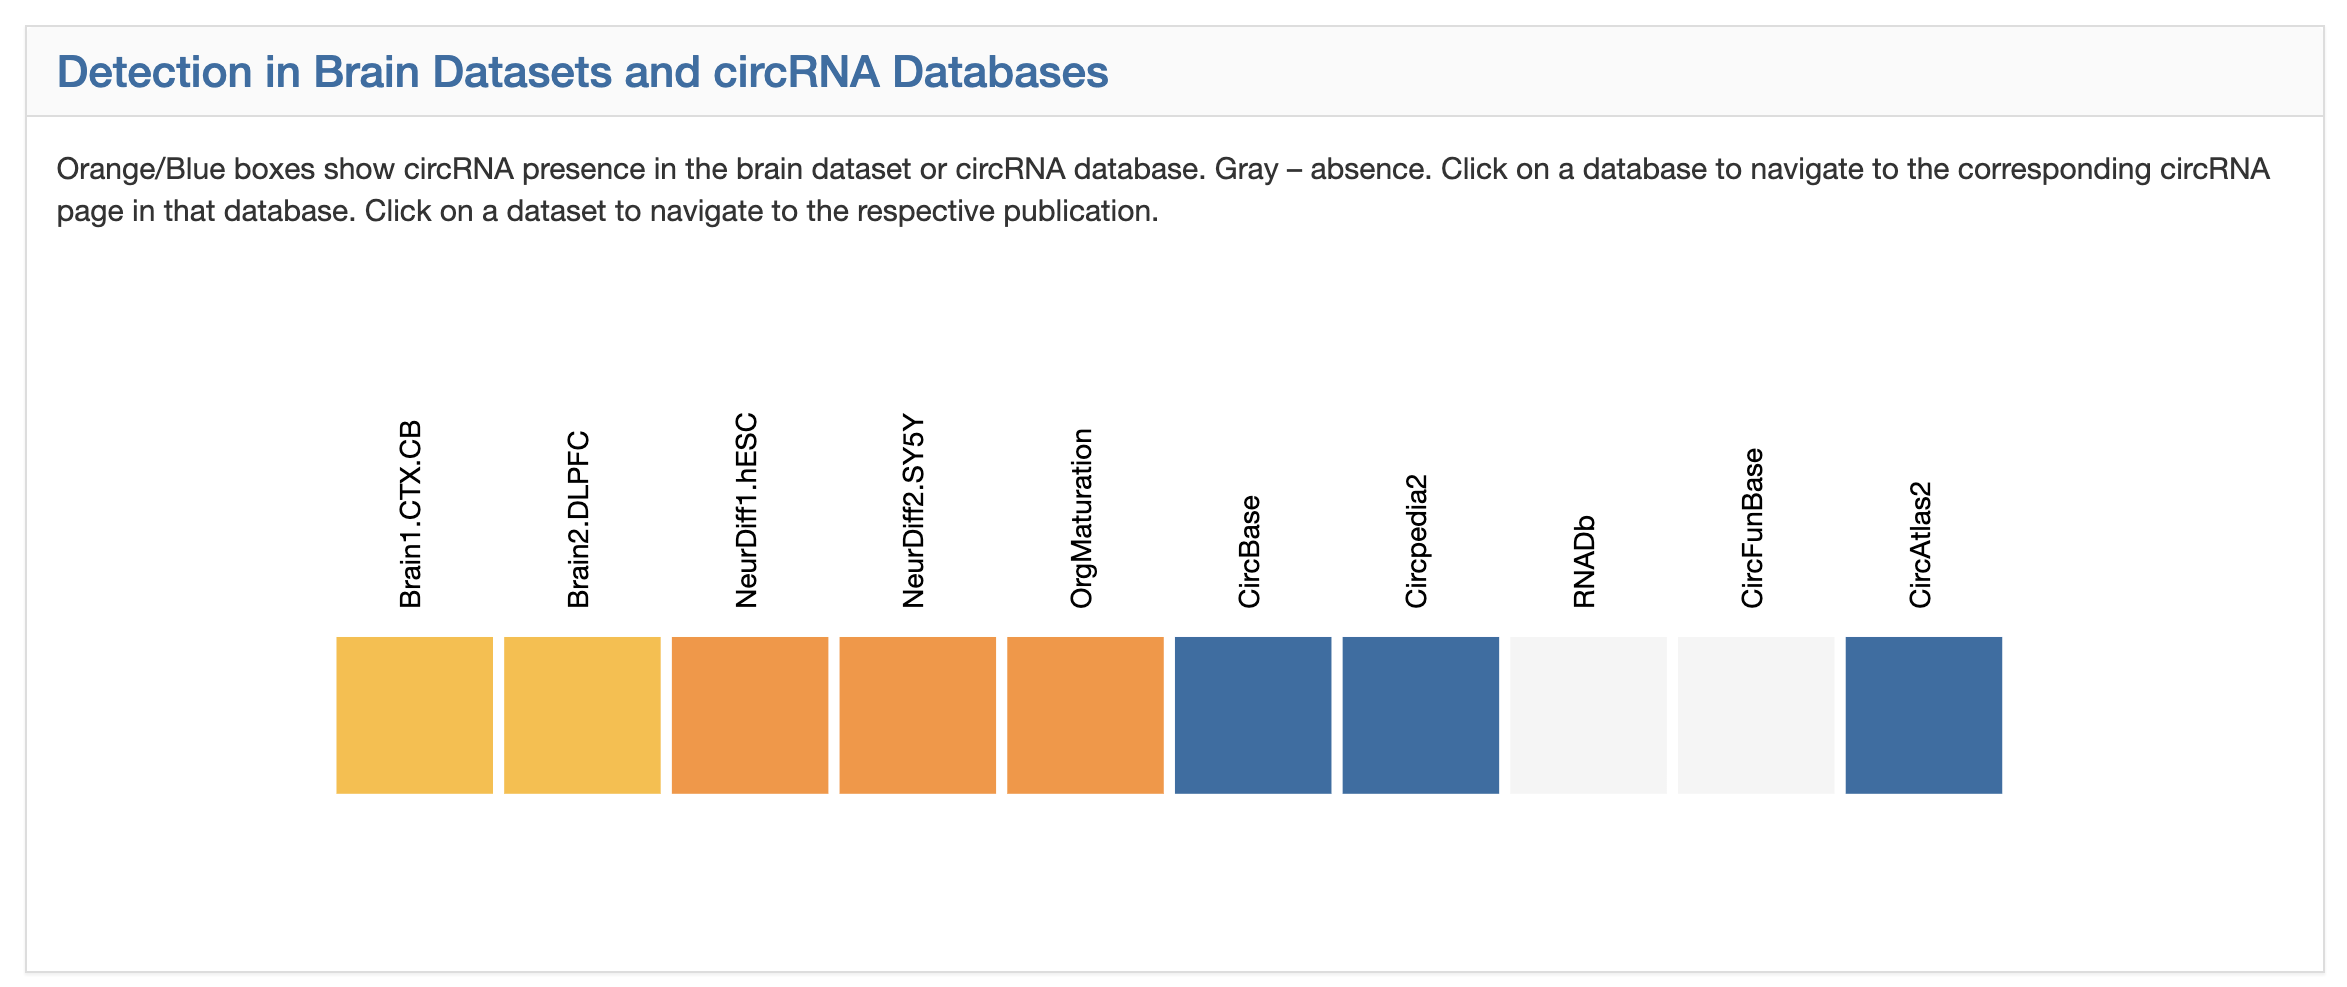 Detection in Brain Datasets and circRNA Databases
Orange/Blue boxes show circRNA presence in the brain dataset or circRNA database. Gray – absence. Click on a database to navigate to the corresponding circRNA
page in that database. Click on a dataset to navigate to the respective publication.
Brain1.CTX.CB
Brain2.DLPFC
NeurDiff1.hESC
NeurDiff2.SY5Y
OrgMaturation
CircBase
Circpedia2
RNADb
CircFunBase
CircAtlas2